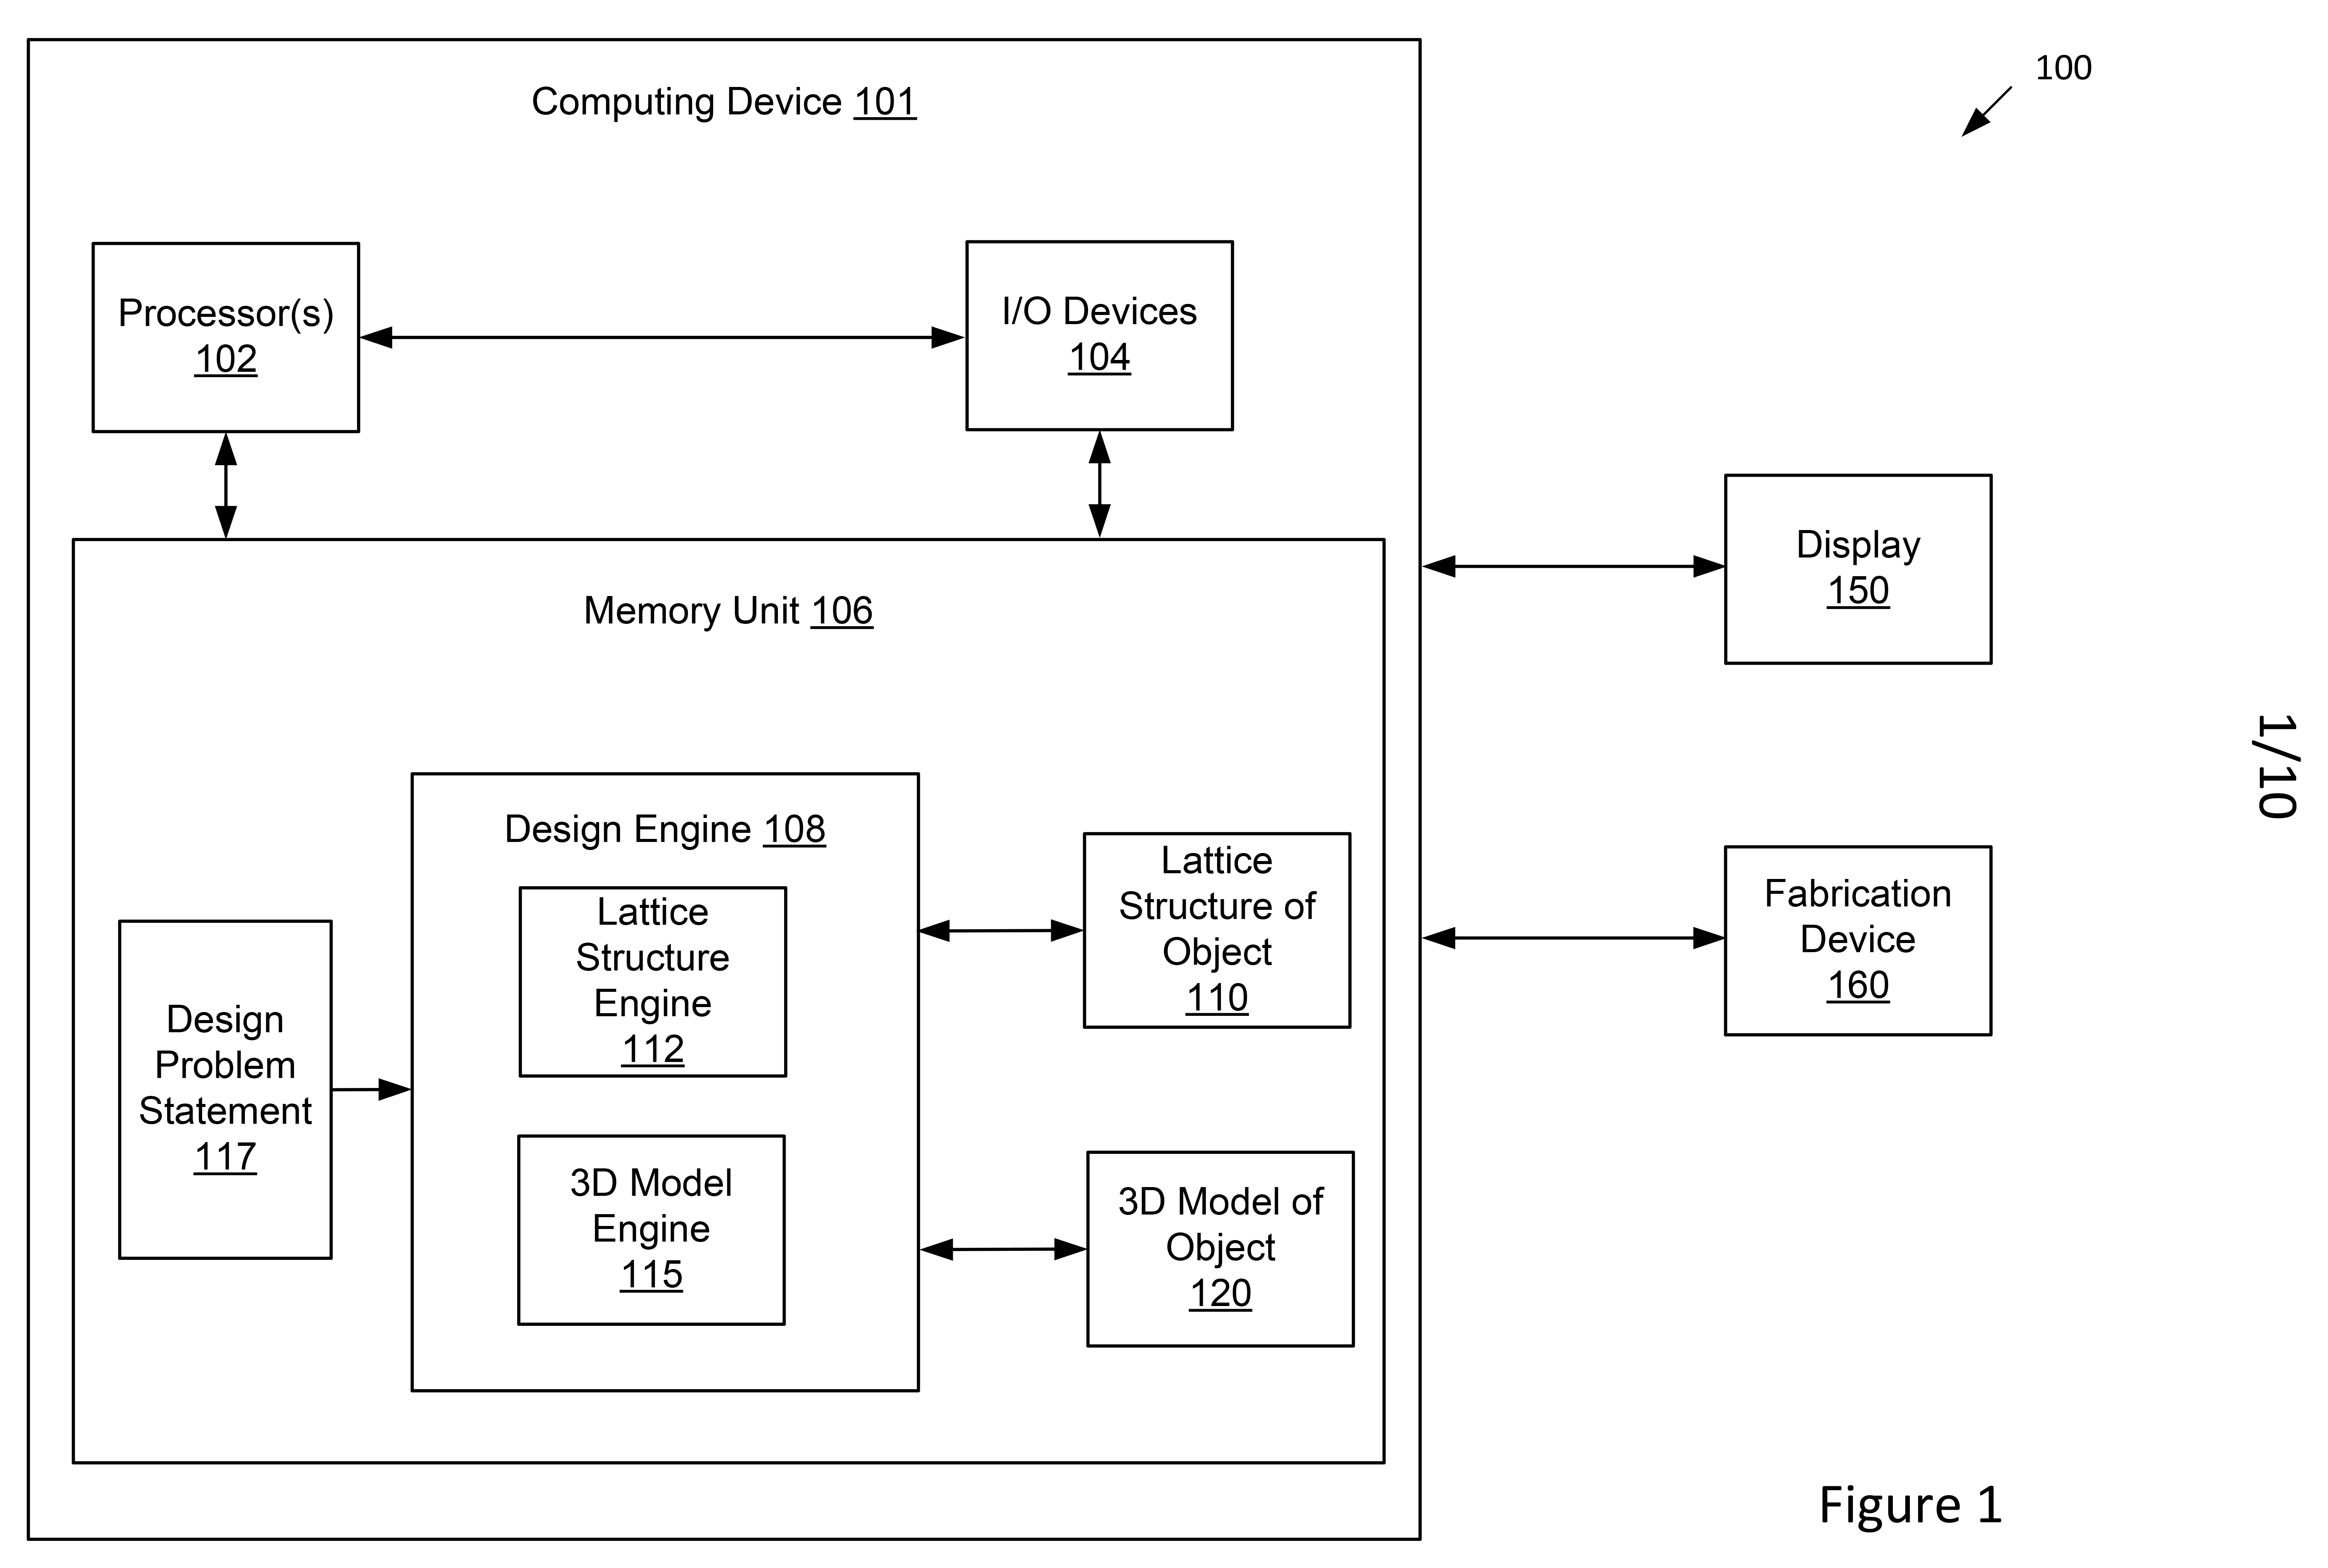 Computing Device 101
100
Processor(s)
102
I/O Devices
104
Memory Unit 106
Display
150
Design Engine 108
Lattice
Structure
Engine
112
3D Model
Engine
115
Design
Problem
Statement
117
Lattice
Structure of
Object
110
3D Model of
Object
120
Fabrication
Device
160
1/10
Figure 1